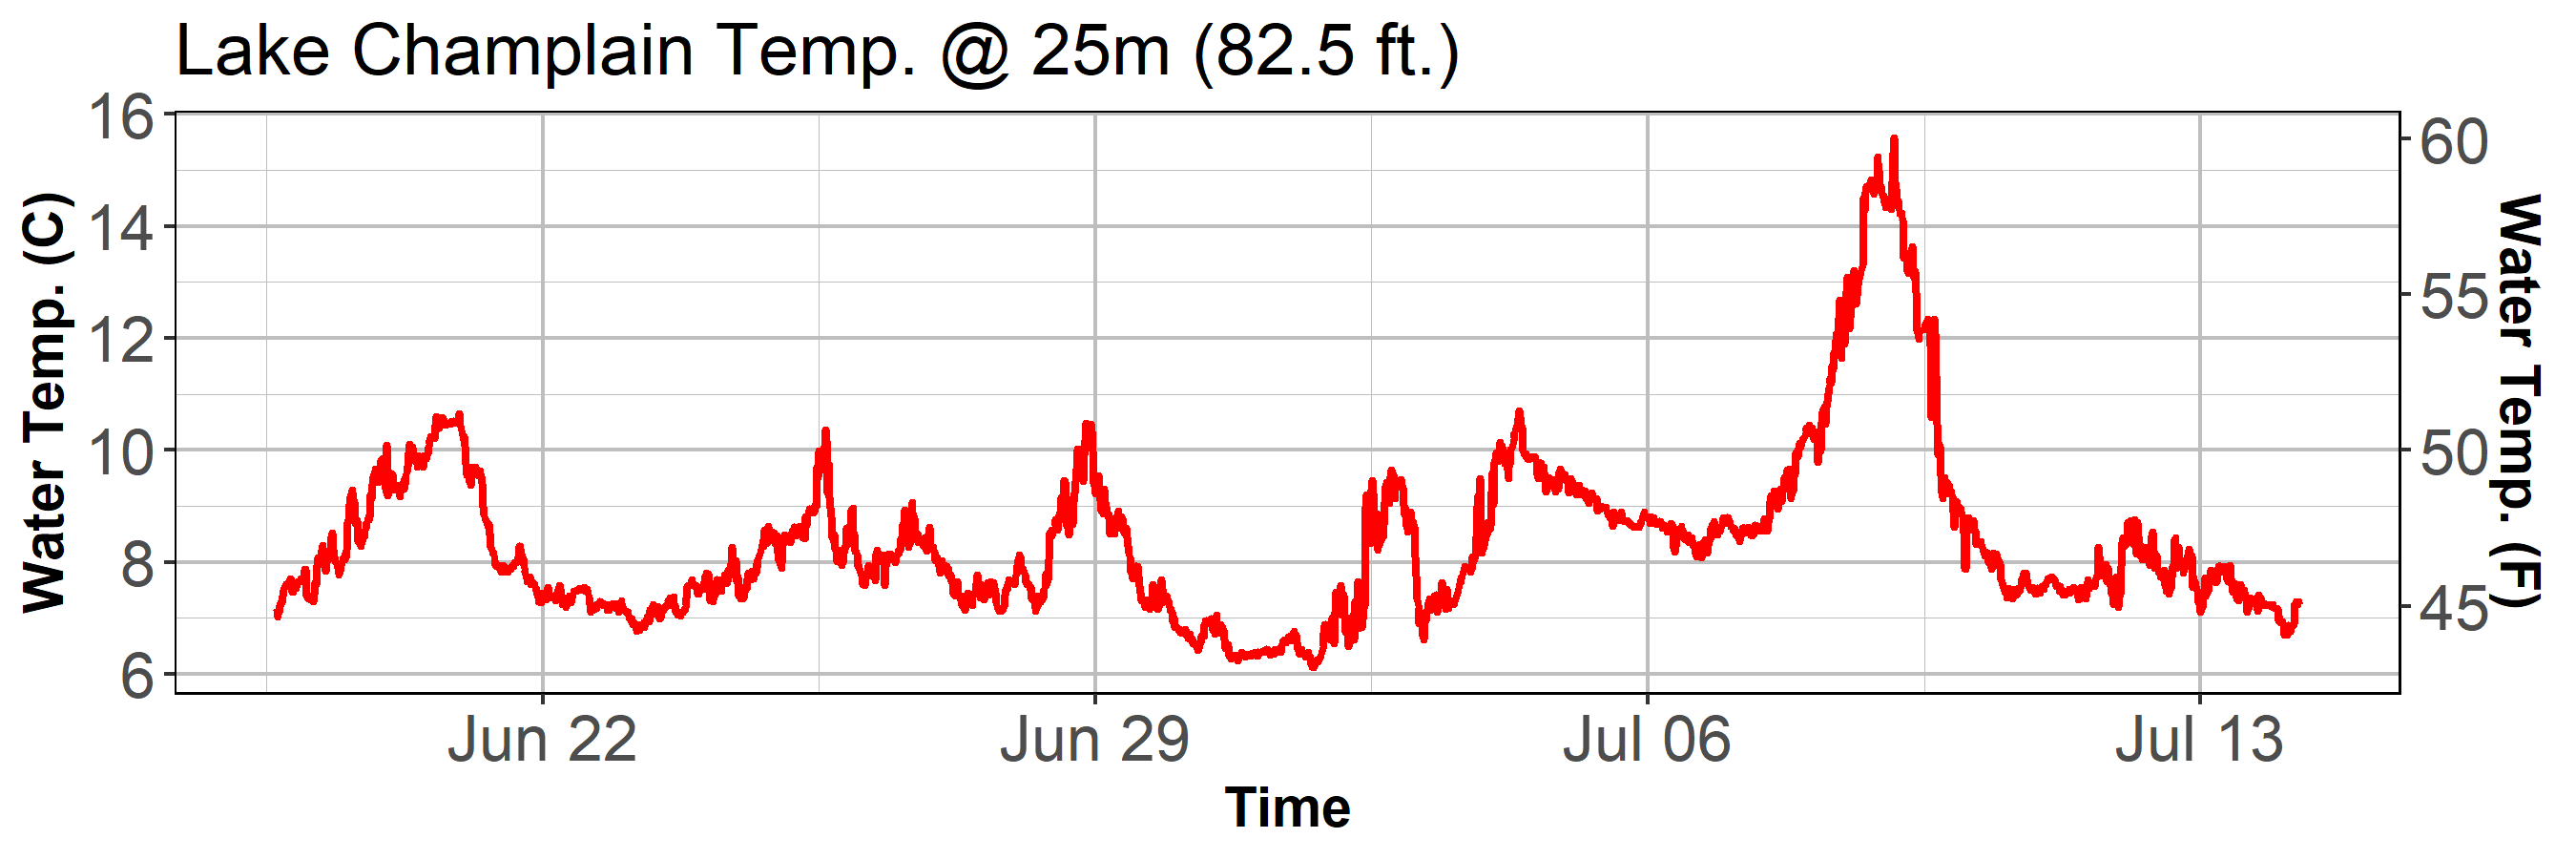 Lake Champlain Temp. @ 25m (82.5 ft.)
Water Temp. (C)
16
14
12
10
8
6
60
55
50
45
Water Temp. (F)
Jun 22
Jun 29
Jul 06
Jul 13
Time